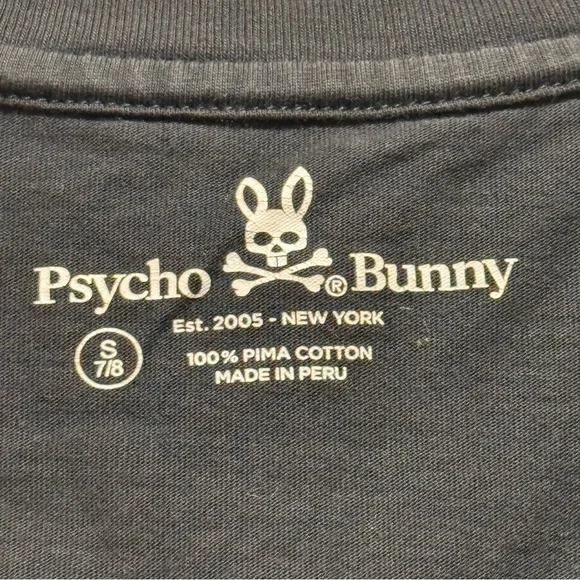 Psycho ® Bunny
Est. 2005 - NEW YORK
S
7/8
100% PIMA COTTON
MADE IN PERU